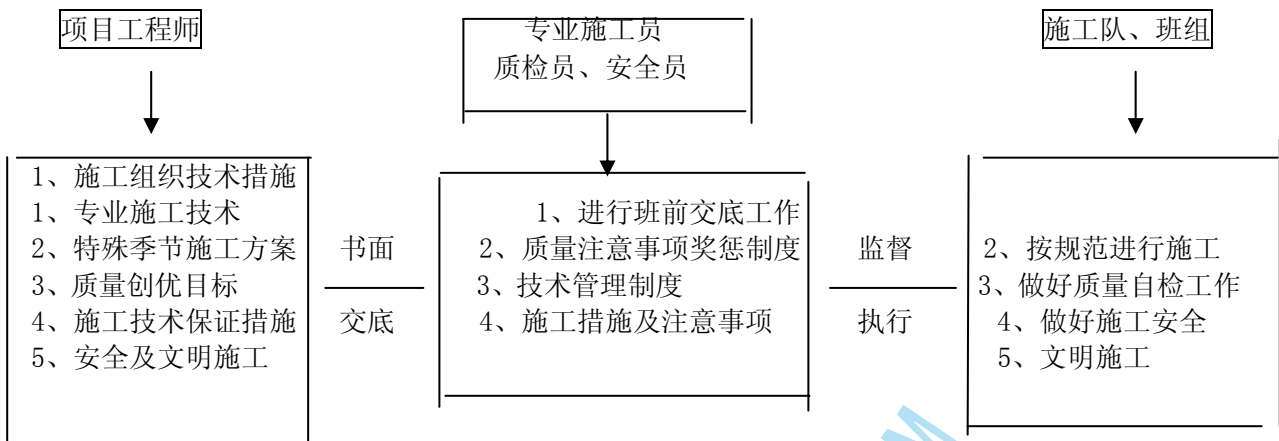 项目工程师
专业施工员
质检员、安全员
施工队、班组
1、施工组织技术措施
1、专业施工技术
2、特殊季节施工方案
3、质量创优目标
4、施工技术保证措施
5、安全及文明施工
书面
交底
1、进行班前交底工作
2、质量注意事项奖惩制度
3、技术管理制度
4、施工措施及注意事项
监督
执行
2、按规范进行施工
3、做好质量自检工作
4、做好施工安全
5、文明施工